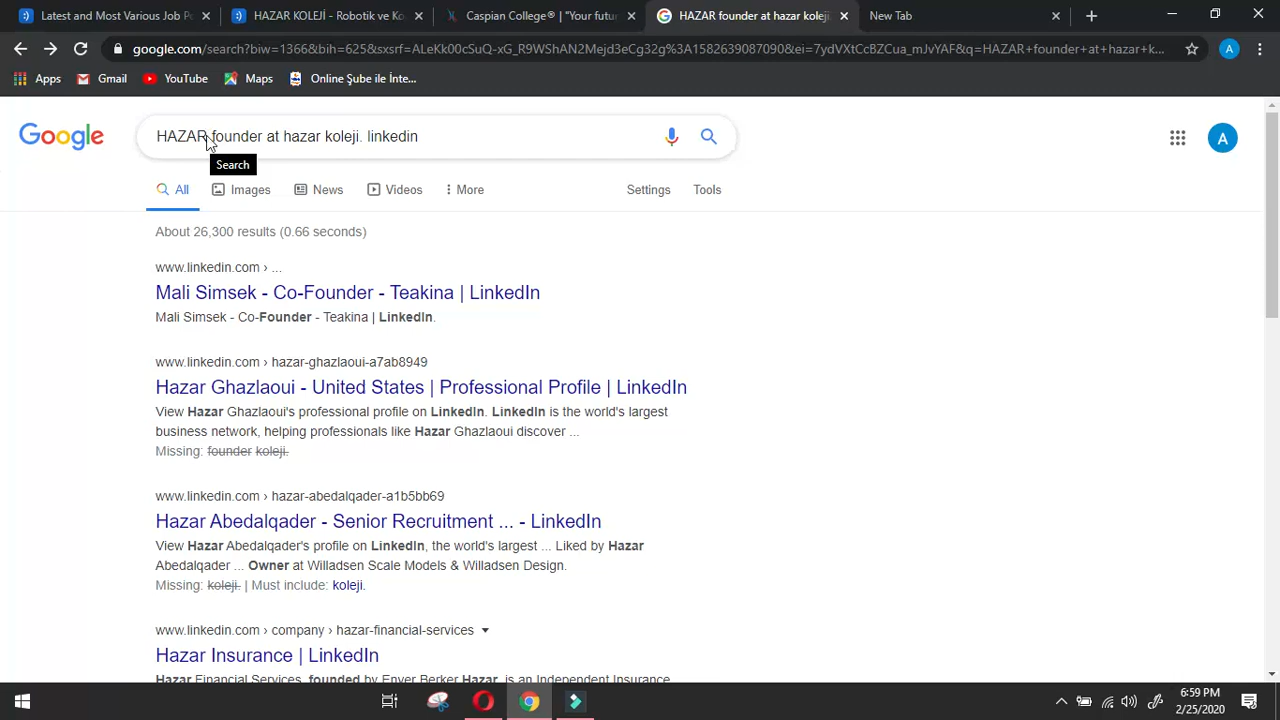 Latest and Most Various Job P
HAZAR KOLEJİ - Robotik ve Ko
Caspian College® | "Your futur
HAZAR founder at hazar koleji.
New Tab
google.com/search?biw=1366&bih=625&sxsrf=ALeKk00cSuQ-xG_R9WShAN2Mejd3eCg32g%3A1582639087090&ei=7ydVXtCcBZCua_mJvYAF&q=HAZAR+founder+at+hazar+k...
A
Apps
Gmail
YouTube
Maps
Online Şube ile İnte...
Google
HAZAR founder at hazar koleji. linkedin
A
Search
All
Images
News
Videos
More
Settings
Tools
About 26,300 results (0.66 seconds)
www.linkedin.com › ...
Mali Simsek - Co-Founder - Teakina | LinkedIn
Mali Simsek - Co-Founder - Teakina | LinkedIn.
www.linkedin.com › hazar-ghazlaoui-a7ab8949
Hazar Ghazlaoui - United States | Professional Profile | LinkedIn
View Hazar Ghazlaoui's professional profile on LinkedIn. LinkedIn is the world's largest
business network, helping professionals like Hazar Ghazlaoui discover ...
Missing: founder koleji.
www.linkedin.com › hazar-abedalqader-a1b5bb69
Hazar Abedalqader - Senior Recruitment ... - LinkedIn
View Hazar Abedalqader's profile on LinkedIn, the world's largest ... Liked by Hazar
Abedalqader ... Owner at Willadsen Scale Models & Willadsen Design.
Missing: koleji. | Must include: koleji.
www.linkedin.com › company › hazar-financial-services
Hazar Insurance | LinkedIn
Hazar Financial Services, founded by Enver Berker Hazar, is an Independent Insurance
6:59 PM
2/25/2020